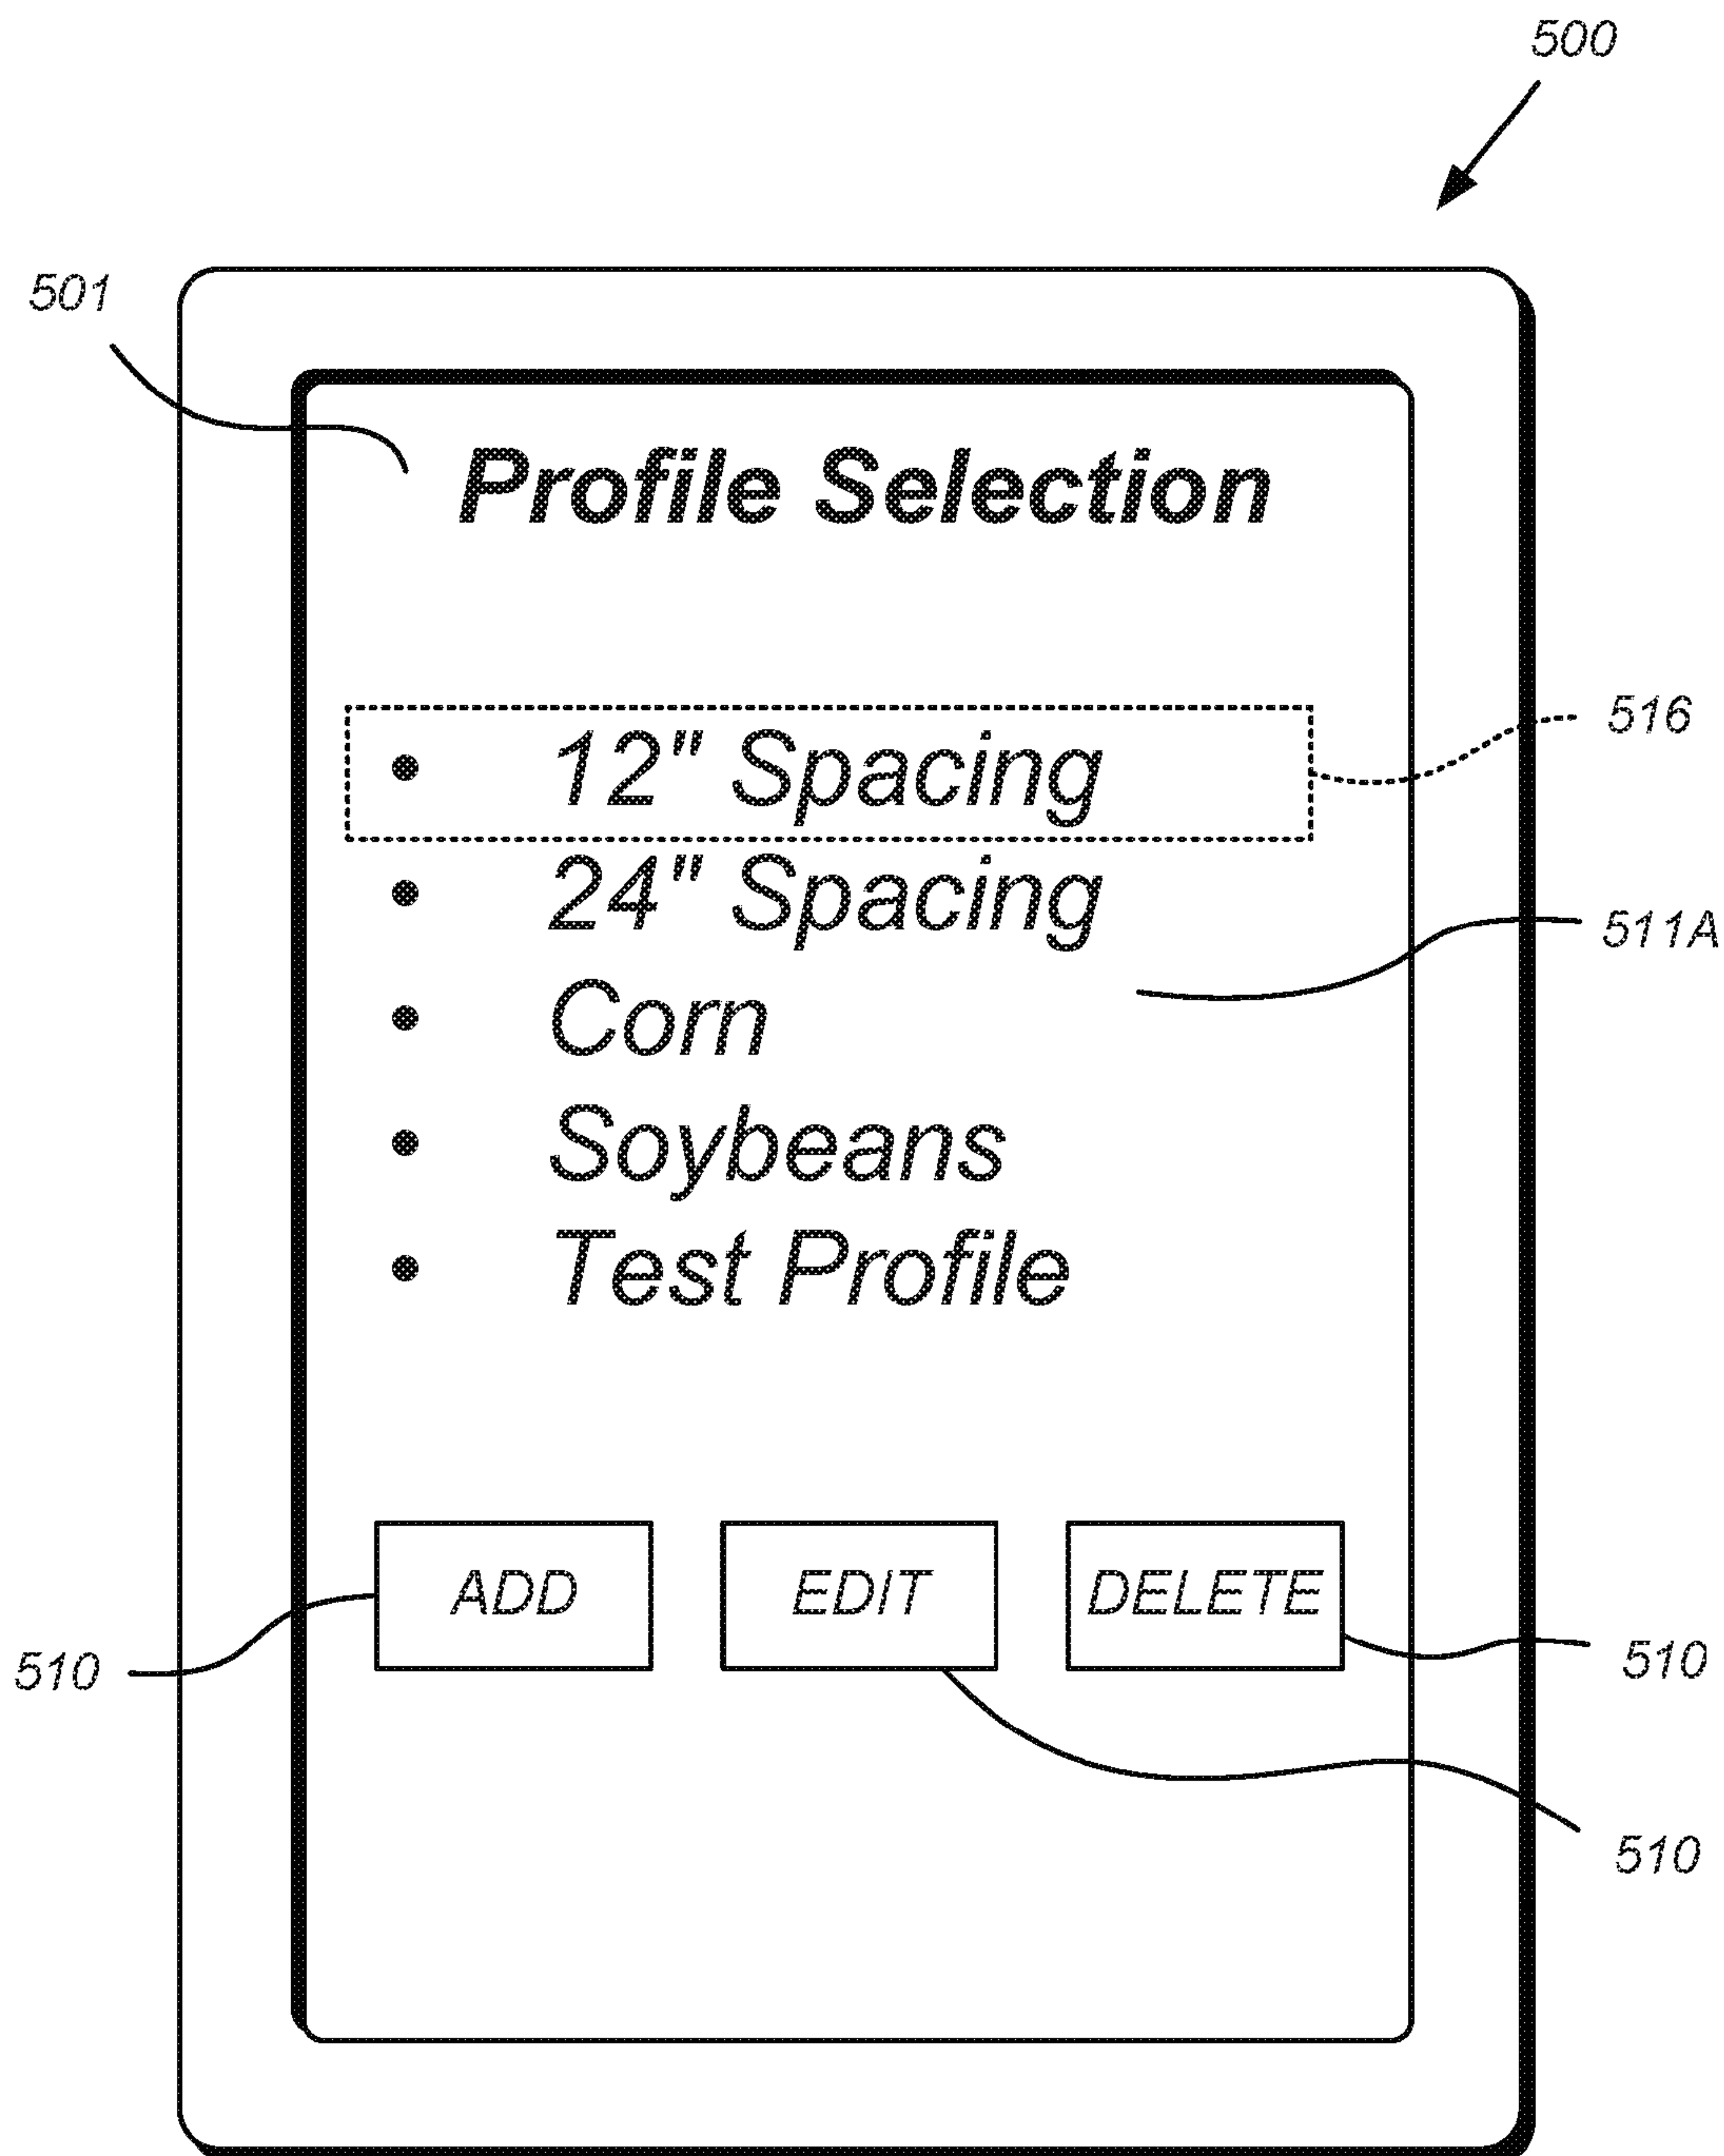 500
501
Profile Selection
516
• 12" Spacing
• 24" Spacing
511A
• Corn
• Soybeans
• Test Profile
ADD EDIT DELETE
510 510
510